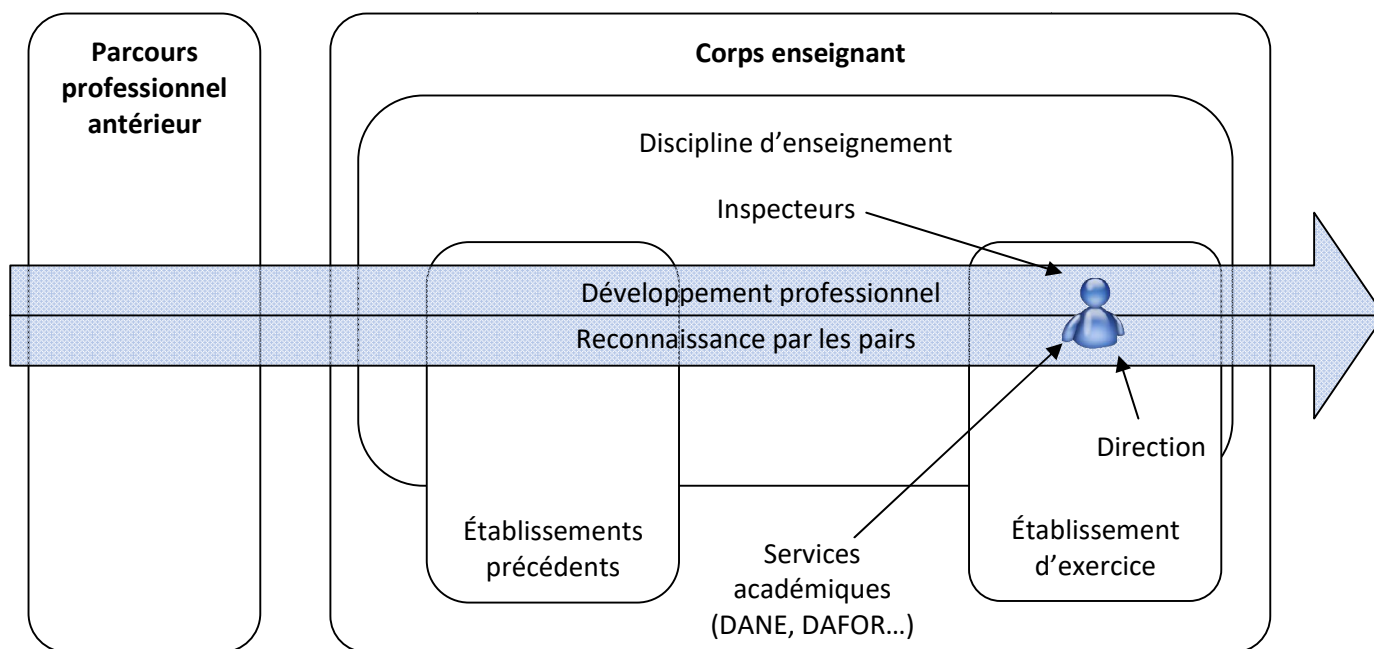 Parcours
professionnel
antérieur
Corps enseignant
Discipline d’enseignement
Inspecteurs
Développement professionnel
Reconnaissance par les pairs
Direction
Établissements
précédents
Services
académiques
(DANE, DAFOR…)
Établissement
d’exercice